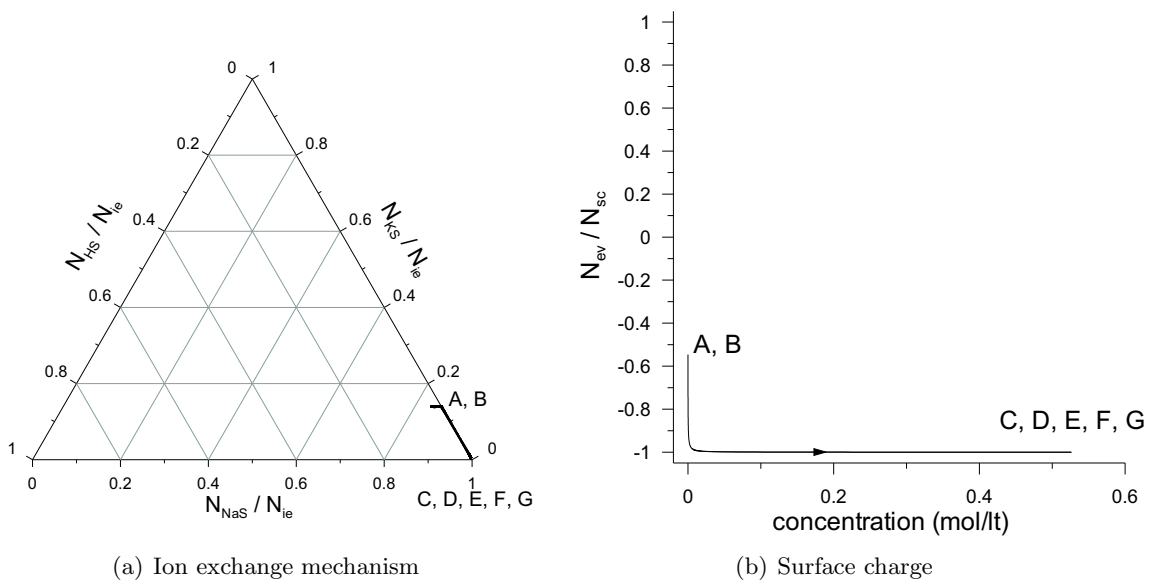 0 1
0.2 0.8
0.4 0.6
N_HS / N_ie N_KS / N_ie
0.6 0.4
0.8 0.2
A, B
1 0
0 0.2 0.4 0.6 0.8 1
C, D, E, F, G
N_NaS / N_ie
(a) Ion exchange mechanism
1
0.8
0.6
0.4
0.2
0
-0.2
-0.4
-0.6
-0.8
-1
N_ev / N_sc
A, B
C, D, E, F, G
0 0.2 0.4 0.6
concentration (mol/lt)
(b) Surface charge